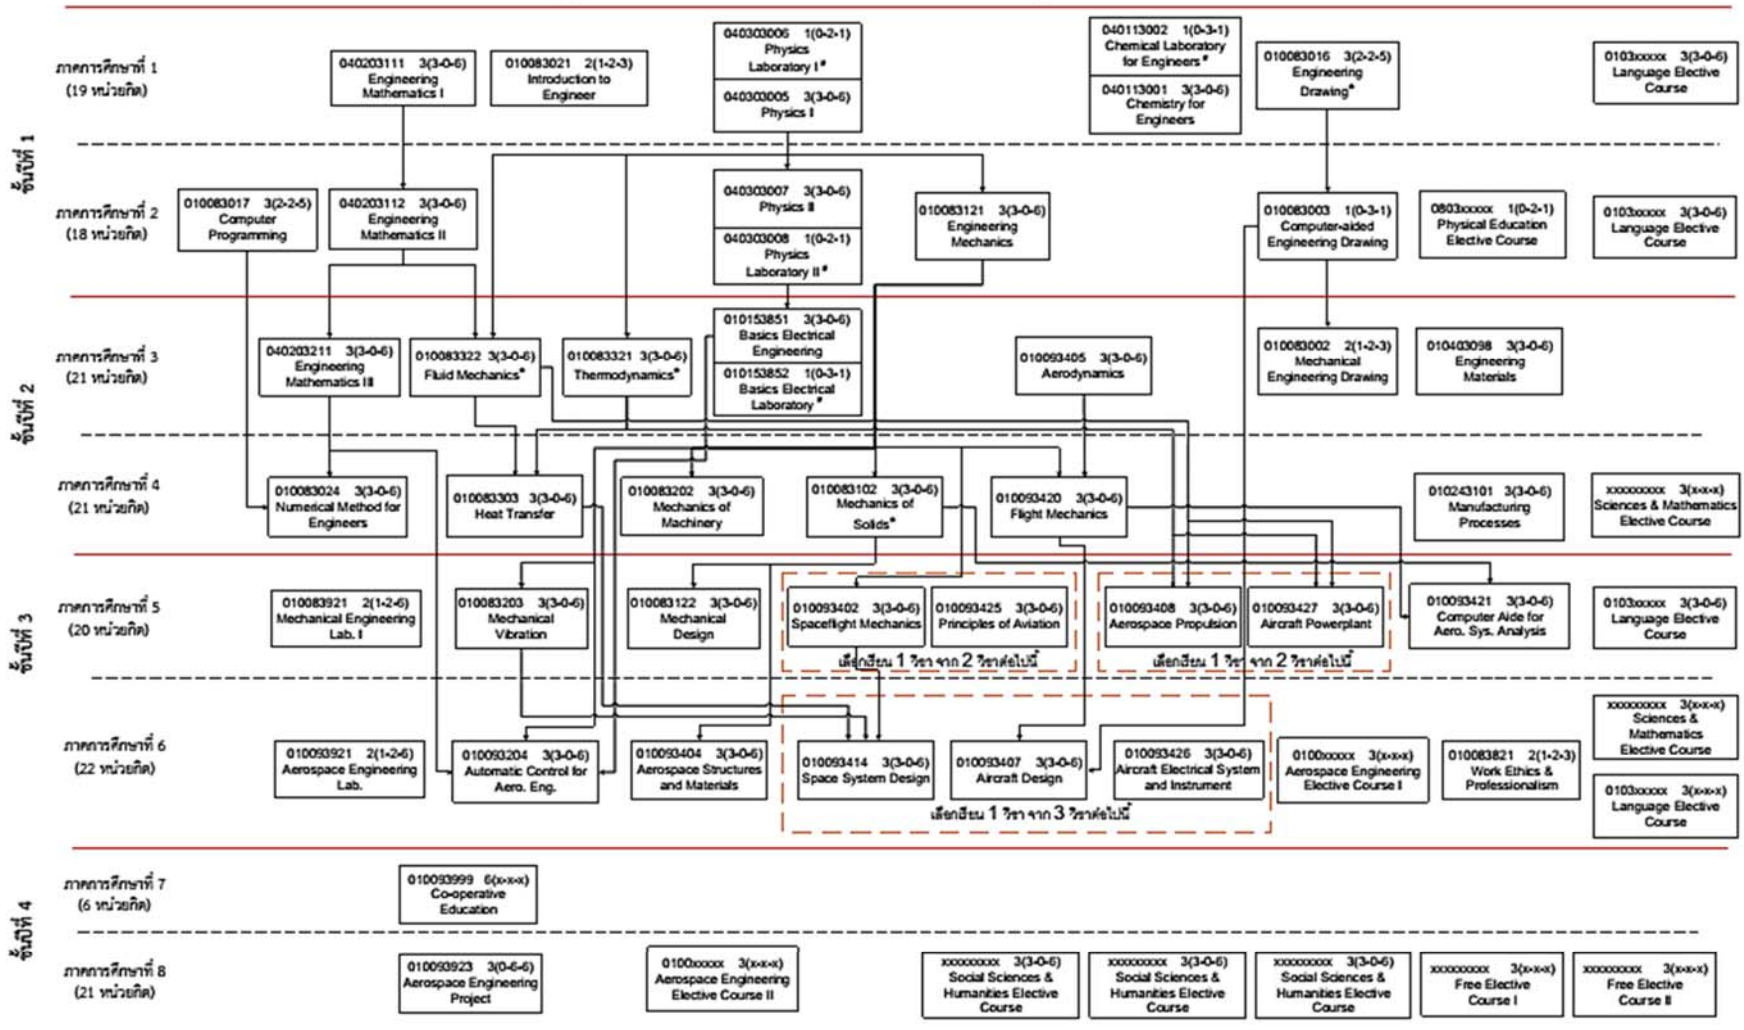 ชั้นปีที่ 1
ภาคการศึกษาที่ 1
(19 หน่วยกิต)
040203111 3(3-0-6)
Engineering
Mathematics I
010083021 2(1-2-3)
Introduction to
Engineer
040303006 1(0-2-1)
Physics
Laboratory I#
040303005 3(3-0-6)
Physics I
040113002 1(0-3-1)
Chemical Laboratory
for Engineers#
040113001 3(3-0-6)
Chemistry for
Engineers
010083016 3(2-2-5)
Engineering
Drawing*
0103xxxxx 3(3-0-6)
Language Elective
Course
ภาคการศึกษาที่ 2
(18 หน่วยกิต)
010083017 3(2-2-5)
Computer
Programming
040203112 3(3-0-6)
Engineering
Mathematics II
040303007 3(3-0-6)
Physics II
040303008 1(0-2-1)
Physics
Laboratory II#
010083121 3(3-0-6)
Engineering
Mechanics
010083003 1(0-3-1)
Computer-aided
Engineering Drawing
0803xxxxx 1(0-2-1)
Physical Education
Elective Course
0103xxxxx 3(3-0-6)
Language Elective
Course
ชั้นปีที่ 2
ภาคการศึกษาที่ 3
(21 หน่วยกิต)
040203211 3(3-0-6)
Engineering
Mathematics III
010083322 3(3-0-6)
Fluid Mechanics*
010083321 3(3-0-6)
Thermodynamics*
010153851 3(3-0-6)
Basics Electrical
Engineering
010153852 1(0-3-1)
Basics Electrical
Laboratory#
010093405 3(3-0-6)
Aerodynamics
010083002 2(1-2-3)
Mechanical
Engineering Drawing
010403098 3(3-0-6)
Engineering
Materials
ภาคการศึกษาที่ 4
(21 หน่วยกิต)
010083024 3(3-0-6)
Numerical Method for
Engineers
010083303 3(3-0-6)
Heat Transfer
010083202 3(3-0-6)
Mechanics of
Machinery
010083102 3(3-0-6)
Mechanics of
Solids*
010093420 3(3-0-6)
Flight Mechanics
010243101 3(3-0-6)
Manufacturing
Processes
xxxxxxxxx 3(x-x-x)
Sciences & Mathematics
Elective Course
ชั้นปีที่ 3
ภาคการศึกษาที่ 5
(20 หน่วยกิต)
010083921 2(1-2-6)
Mechanical Engineering
Lab. I
010083203 3(3-0-6)
Mechanical
Vibration
010083122 3(3-0-6)
Mechanical
Design
010093402 3(3-0-6)
Spaceflight Mechanics
010093425 3(3-0-6)
Principles of Aviation
เลือกเรียน 1 วิชา จาก 2 วิชาต่อไปนี้
010093408 3(3-0-6)
Aerospace Propulsion
010093427 3(3-0-6)
Aircraft Powerplant
เลือกเรียน 1 วิชา จาก 2 วิชาต่อไปนี้
010093421 3(3-0-6)
Computer Aide for
Aero. Sys. Analysis
0103xxxxx 3(3-0-6)
Language Elective
Course
ภาคการศึกษาที่ 6
(22 หน่วยกิต)
010093921 2(1-2-6)
Aerospace Engineering
Lab.
010093204 3(3-0-6)
Automatic Control for
Aero. Eng.
010093404 3(3-0-6)
Aerospace Structures
and Materials
010093414 3(3-0-6)
Space System Design
010093407 3(3-0-6)
Aircraft Design
010093426 3(3-0-6)
Aircraft Electrical System
and Instrument
เลือกเรียน 1 วิชา จาก 3 วิชาต่อไปนี้
0100xxxxx 3(x-x-x)
Aerospace Engineering
Elective Course I
010083821 2(1-2-3)
Work Ethics &
Professionalism
xxxxxxxxx 3(x-x-x)
Sciences &
Mathematics
Elective Course
0103xxxxx 3(x-x-x)
Language Elective
Course
ชั้นปีที่ 4
ภาคการศึกษาที่ 7
(6 หน่วยกิต)
010093999 6(x-x-x)
Co-operative
Education
ภาคการศึกษาที่ 8
(21 หน่วยกิต)
010093923 3(0-6-6)
Aerospace Engineering
Project
0100xxxxx 3(x-x-x)
Aerospace Engineering
Elective Course II
xxxxxxxxx 3(3-0-6)
Social Sciences &
Humanities Elective
Course
xxxxxxxxx 3(3-0-6)
Social Sciences &
Humanities Elective
Course
xxxxxxxxx 3(3-0-6)
Social Sciences &
Humanities Elective
Course
xxxxxxxxx 3(x-x-x)
Free Elective
Course I
xxxxxxxxx 3(x-x-x)
Free Elective
Course II